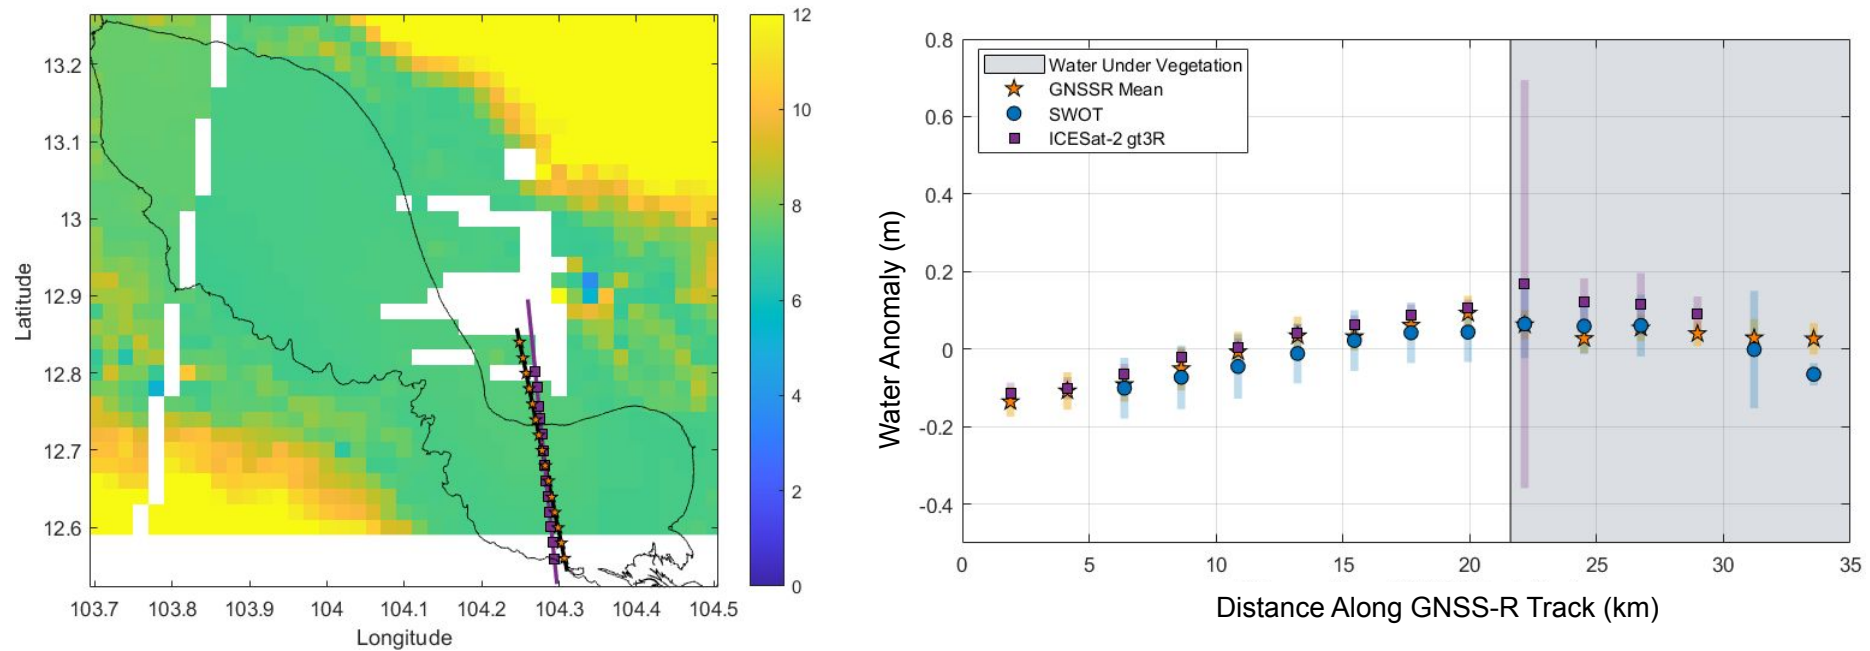 13.2
13.1
13
12.9
12.8
12.7
12.6
Latitude
103.7 103.8 103.9 104 104.1 104.2 104.3 104.4 104.5
Longitude
12
10
8
6
4
2
0
Water Under Vegetation
GNSSR Mean
SWOT
ICESat-2 gt3R
0.8
0.6
0.4
0.2
0
-0.2
-0.4
Water Anomaly (m)
0 5 10 15 20 25 30 35
Distance Along GNSS-R Track (km)